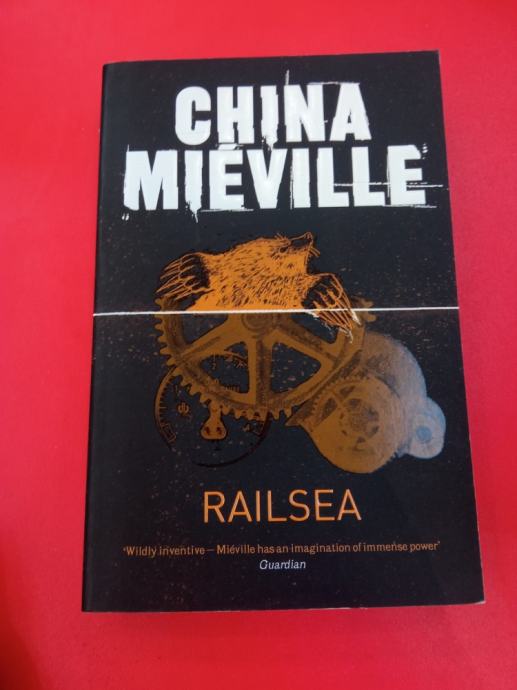 CHINA
MIÉVILLE
RAILSEA
‘Wildly inventive – Miéville has an imagination of immense power’
Guardian